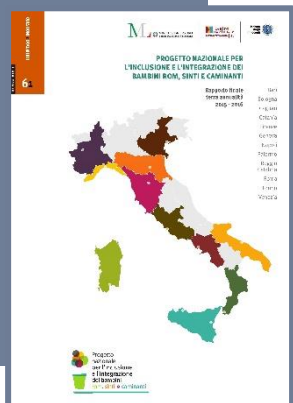 61
PROGETTO NAZIONALE PER
L'INCLUSIONE E L'INTEGRAZIONE DEI
BAMBINI ROM, SINTI E CAMINANTI
Rapporto finale
terza annualità
2015 - 2016
Bari
Bologna
Cagliari
Catania
Firenze
Genova
Napoli
Palermo
Reggio
Calabria
Roma
Torino
Venezia
Progetto
nazionale
per l'inclusione
e l'integrazione
dei bambini
rom, sinti e caminanti